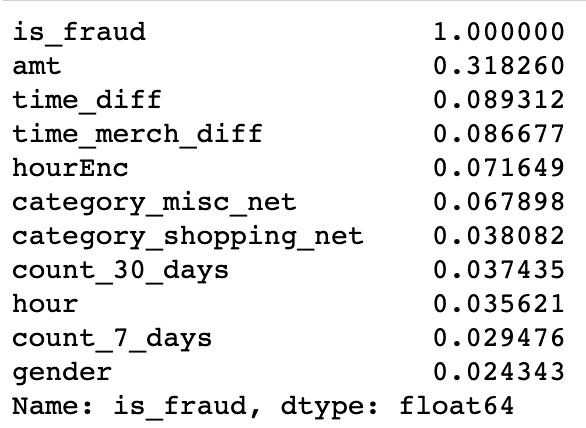 is_fraud 1.000000
amt 0.318260
time_diff 0.089312
time_merch_diff 0.086677
hourEnc 0.071649
category_misc_net 0.067898
category_shopping_net 0.038082
count_30_days 0.037435
hour 0.035621
count_7_days 0.029476
gender 0.024343
Name: is_fraud, dtype: float64